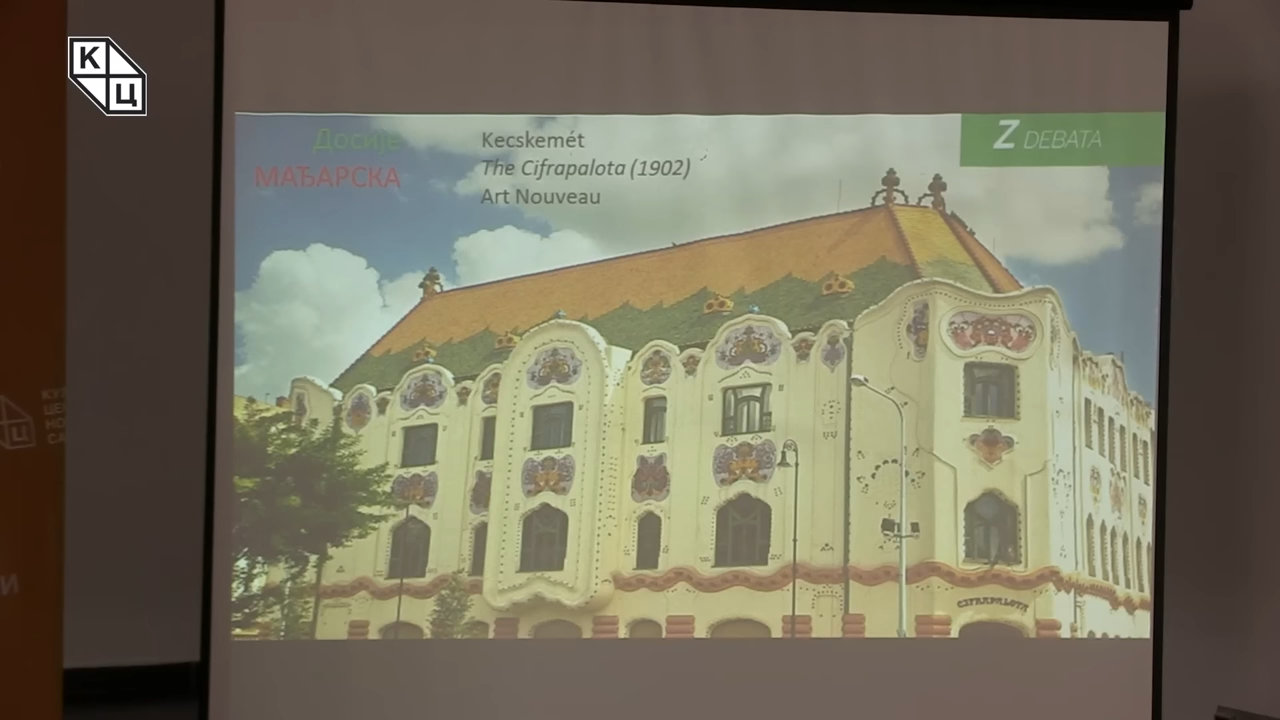 К
Ц
Досије
МАЂАРСКА
Kecskemét
The Cifrapalota (1902)
Art Nouveau
Z DEBATA
CIFRAPALOTA
Ц
И